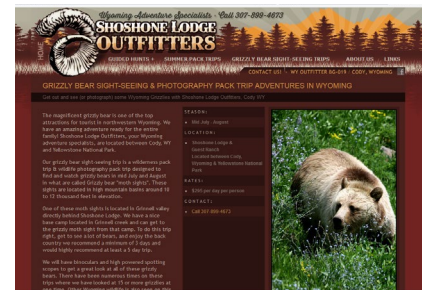 Wyoming Adventure Specialists - Call 307-899-4673
SHOSHONE LODGE
OUTFITTERS
HOME
GUIDED HUNTS
SUMMER PACK TRIPS
GRIZZLY BEAR SIGHT-SEEING TRIPS
ABOUT US
LINKS
CONTACT US!
WY OUTFITTER BG-019 : CODY, WYOMING
GRIZZLY BEAR SIGHT-SEEING & PHOTOGRAPHY PACK TRIP ADVENTURES IN WYOMING
Get our and see (or photograph) some Wyoming Grizzlies with Shoshone Lodge Outfitters, Cody, WY
The magnificent grizzly bear is one of the top
attractions for tourist in northwestern Wyoming. We
have an amazing adventure ready for the entire
family! Shoshone Lodge Outfitters, your Wyoming
adventure specialists, are located between Cody, WY
and Yellowstone National Park.
Our grizzly bear sight-seeing trip is a wilderness pack
trip & wildlife photography pack trip designed to
find and watch grizzly bears in mid July and August
in what are called Grizzly bear "moth sights". These
sights are located in high mountain basins around 10
to 12 thousand feet in elevation.
One of these moth sights is located in Grinnell valley
directly behind Shoshone Lodge. We have a nice
base camp located in Grinnell creek and can get to
the grizzly moth sight from that camp. To do this trip
right, get to see a lot of bears, and enjoy the back
country we recommend a minimum of 3 days and
would highly recommend at least a 5 day trip.
We will have binoculars and high powered spotting
scopes to get a great look at all of these grizzly
bears. There have been numerous times on these
trips where we have looked at 15 or more grizzlies at
SEASON:
Mid July - August
LOCATION:
Shoshone Lodge &
Guest Ranch
Located between Cody,
Wyoming & Yellowstone National
Park
RATES:
$250 per day per person
CONTACT:
Call 307-899-4673